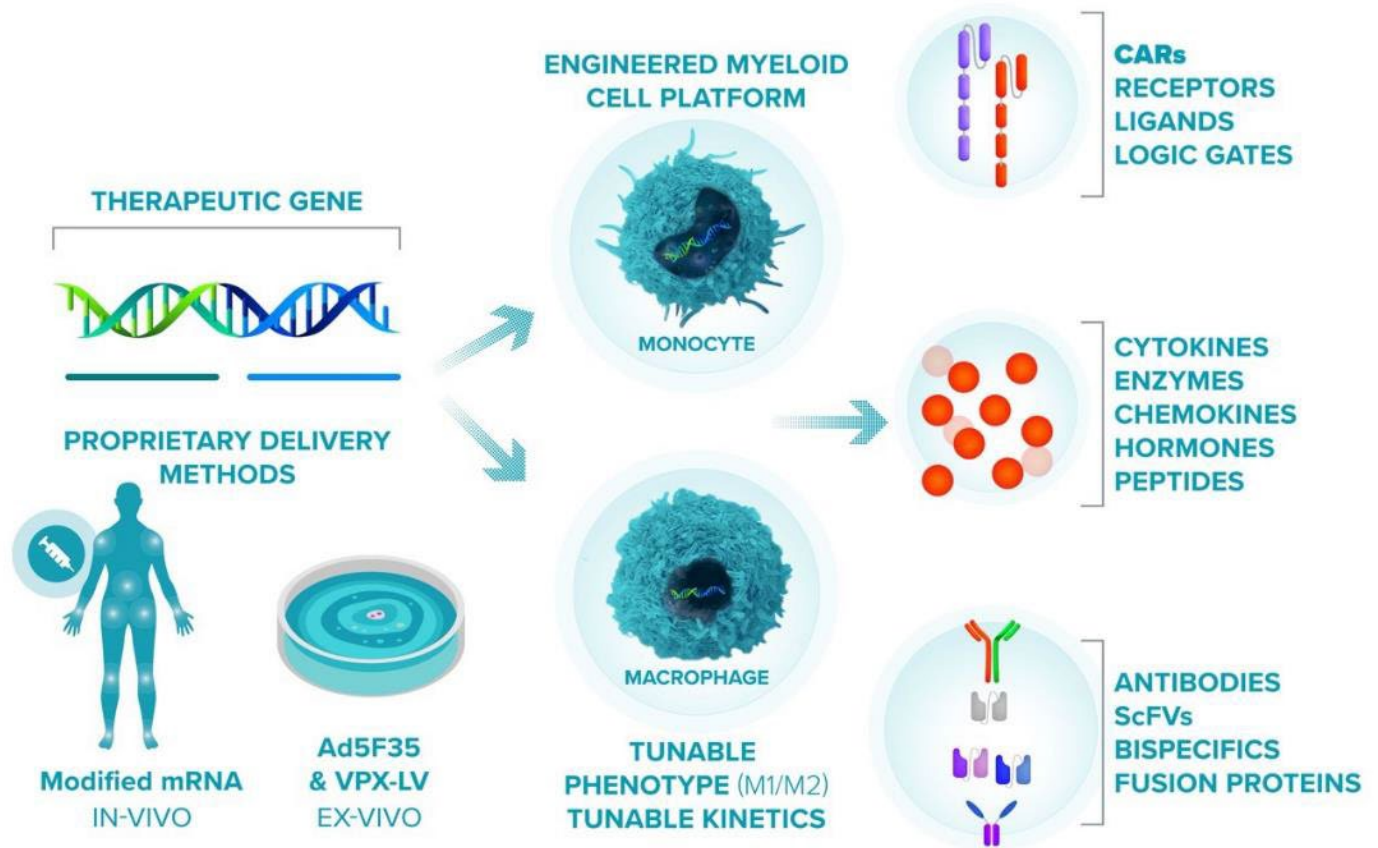 THERAPEUTIC GENE
PROPRIETARY DELIVERY
METHODS
Modified mRNA
IN-VIVO
Ad5F35
& VPX-LV
EX-VIVO
ENGINEERED MYELOID
CELL PLATFORM
MONOCYTE
MACROPHAGE
TUNABLE
PHENOTYPE (M1/M2)
TUNABLE KINETICS
CARs
RECEPTORS
LIGANDS
LOGIC GATES
CYTOKINES
ENZYMES
CHEMOKINES
HORMONES
PEPTIDES
ANTIBODIES
ScFVs
BISPECIFICS
FUSION PROTEINS